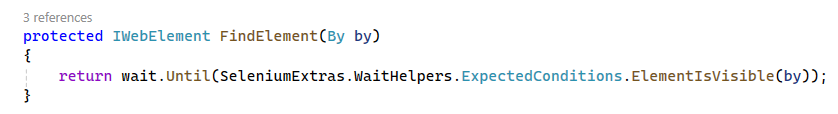 3 references
protected IWebElement FindElement(By by)
{
    return wait.Until(SeleniumExtras.WaitHelpers.ExpectedConditions.ElementIsVisible(by));
}